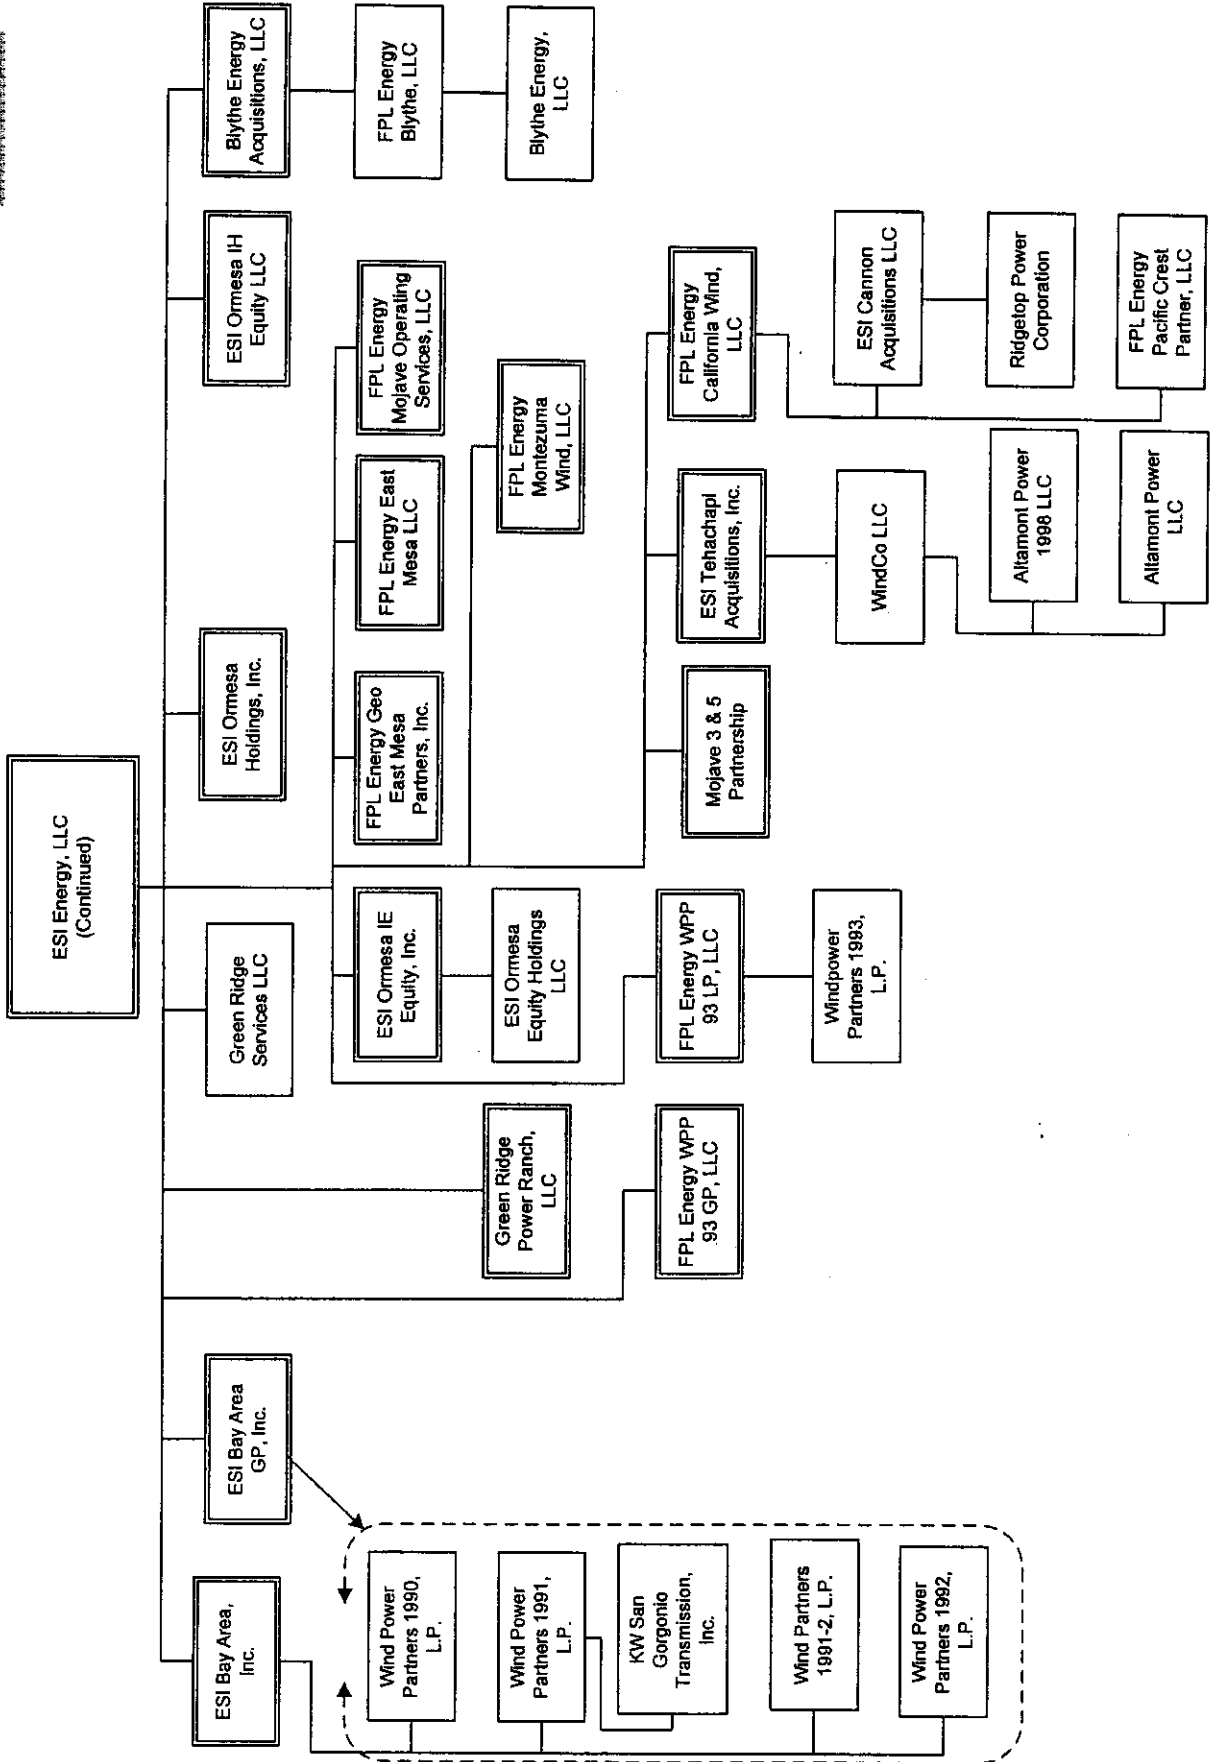 ESI Energy, LLC
(Continued)
ESI Bay Area,
Inc.
ESI Bay Area
GP, Inc.
Green Ridge
Services LLC
ESI Ormesa
Holdings, Inc.
ESI Ormesa IH
Equity LLC
Blythe Energy
Acquisitions, LLC
Wind Power
Partners 1990,
L.P.
Wind Power
Partners 1991,
L.P.
KW San
Gorgonio
Transmission,
Inc.
Wind Partners
1991-2, L.P.
Wind Power
Partners 1992,
L.P.
Green Ridge
Power Ranch,
LLC
FPL Energy WPP
93 GP, LLC
ESI Ormesa IE
Equity, Inc.
ESI Ormesa
Equity Holdings
LLC
FPL Energy WPP
93 LP, LLC
Windpower
Partners 1993,
L.P.
FPL Energy Geo
East Mesa
Partners, Inc.
FPL Energy East
Mesa LLC
FPL Energy
Mojave Operating
Services, LLC
FPL Energy
Montezuma
Wind, LLC
Mojave 3 & 5
Partnership
ESI Tehachapi
Acquisitions, Inc.
WindCo LLC
Altamont Power
1998 LLC
Altamont Power
LLC
FPL Energy
California Wind,
LLC
ESI Cannon
Acquisitions LLC
Ridgetop Power
Corporation
FPL Energy
Pacific Crest
Partner, LLC
FPL Energy
Blythe, LLC
Blythe Energy,
LLC